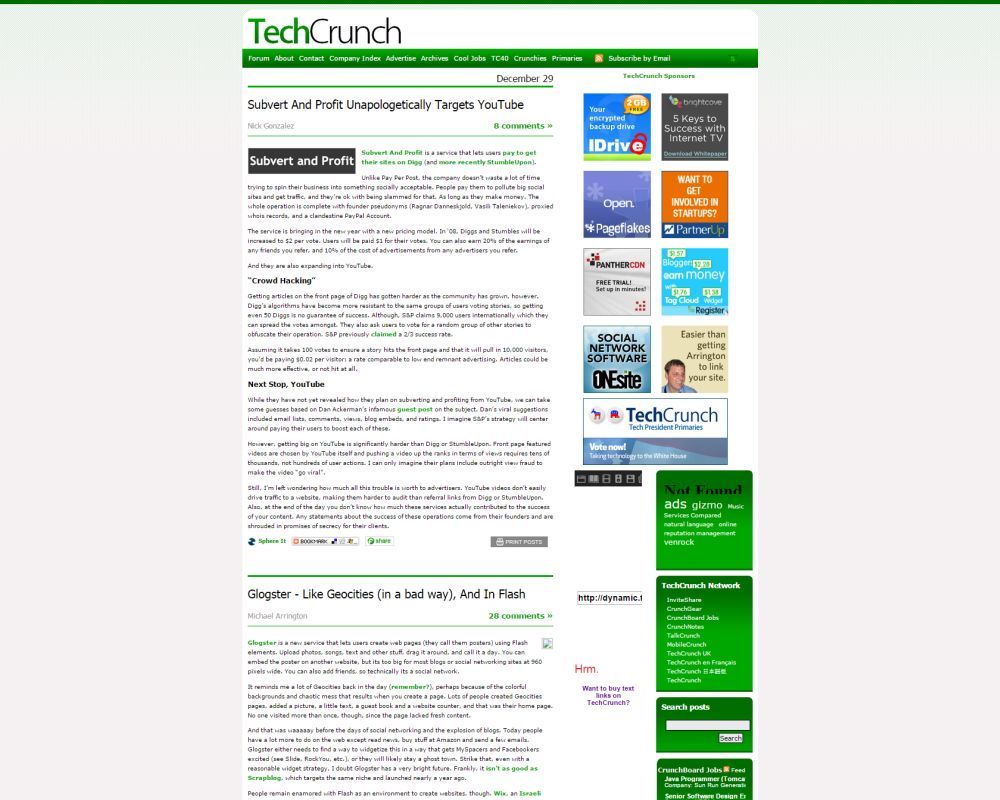 TechCrunch
Forum About Contact Company Index Advertise Archives Cool Jobs TC40 Crunchies Primaries Subscribe by Email
December 29
Subvert And Profit Unapologetically Targets YouTube
Nick Gonzalez 8 comments »
Subvert and Profit
Subvert And Profit is a service that lets users pay to get
their sites on Digg (and more recently StumbleUpon).
Unlike Pay Per Post, the company doesn't waste a lot of time
trying to spin their business into something socially acceptable. People pay them to pollute big social
sites and get traffic, and they're ok with being slammed for that. As long as they make money. The
whole operation is complete with founder pseudonyms (Ragnar Danneskjold, Vasili Taleniekov), proxied
whois records, and a clandestine PayPal Account.
The service is bringing in the new year with a new pricing model. In '08, Diggs and Stumbles will be
increased to $2 per vote. Users will be paid $1 for their votes. You can also earn 20% of the earnings of
any friends you refer, and 10% of the cost of advertisements from any advertisers you refer.
And they are also expanding into YouTube.
"Crowd Hacking"
Getting articles on the front page of Digg has gotten harder as the community has grown, however,
Digg's algorithms have become more resistant to the same groups of users voting stories, so getting
even 50 Diggs is no guarantee of success. Although, S&P claims 9,000 users internationally which they
can spread the votes amongst. They also ask users to vote for a random group of other stories to
obfuscate their operation. S&P previously claimed a 2/3 success rate.
Assuming it takes 100 votes to ensure a story hits the front page and that it will pull in 10,000 visitors,
you'd be paying $0.02 per visitor; a rate comparable to low end remnant advertising. Articles could be
much more effective, or not hit at all.
Next Stop, YouTube
While they have not yet revealed how they plan on subverting and profiting from YouTube, we can take
some guesses based on Dan Ackerman's infamous guest post on the subject. Dan's viral suggestions
included email lists, comments, views, blog embeds, and ratings. I imagine S&P's strategy will center
around paying their users to boost each of these.
However, getting big on YouTube is significantly harder than Digg or StumbleUpon. Front page featured
videos are chosen by YouTube itself and pushing a video up the ranks in terms of views requires tens of
thousands, not hundreds of user actions. I can only imagine their plans include outright view fraud to
make the video "go viral".
Still, I'm left wondering how much all this trouble is worth to advertisers. YouTube videos don't easily
drive traffic to a website, making them harder to audit than referral links from Digg or StumbleUpon.
Also, at the end of the day you don't know how much these services actually contributed to the success
of your content. Any statements about the success of these operations come from their founders and are
shrouded in promises of secrecy for their clients.
Sphere It BOOKMARK share PRINT POSTS
Glogster - Like Geocities (in a bad way), And In Flash
Michael Arrington 28 comments »
Glogster is a new service that lets users create web pages (they call them posters) using Flash
elements. Upload photos, songs, text and other stuff, drag it around, and call it a day. You can
embed the poster on another website, but its too big for most blogs or social networking sites at 960
pixels wide. You can also add friends, so technically its a social network.
It reminds me a lot of Geocities back in the day (remember?), perhaps because of the colorful
backgrounds and chaotic mess that results when you create a page. Lots of people created Geocities
pages, added a picture, a little text, a guest book and a website counter, and that was their home page.
No one visited more than once, though, since the page lacked fresh content.
And that was waaaaay before the days of social networking and the explosion of blogs. Today people
have a lot more to do on the web except read news, buy stuff at Amazon and send a few emails.
Glogster either needs to find a way to widgetize this in a way that gets MySpacers and Facebookers
excited (see Slide, RockYou, etc.), or they will likely stay a ghost town. Strike that, even with a
reasonable widget strategy, I doubt Glogster has a very bright future. Frankly, it isn't as good as
Scrapblog, which targets the same niche and launched nearly a year ago.
People remain enamored with Flash as an environment to create websites, though. Wix, an Israeli
TechCrunch Sponsors
Your
encrypted
backup drive
2 GB
FREE
IDrive
brightcove
5 Keys to
Success with
Internet TV
Download Whitepaper
Open.
Pageflakes
WANT TO
GET
INVOLVED IN
STARTUPS?
PartnerUp
PANTHERCDN
FREE TRIAL!
Set up in minutes!
$1.57
Bloggers
$2.28
earn money
with
$1.76 $1.58
Tag Cloud Widget
Register
SOCIAL
NETWORK
SOFTWARE
ONEsite
Easier than
getting
Arrington
to link
your site.
TechCrunch
Tech President Primaries
Vote now!
Taking technology to the White House
http://dynamic.f
Hrm.
Want to buy text
links on
TechCrunch?
Not Found
ads gizmo Music
Services Compared
natural language online
reputation management
venrock
TechCrunch Network
InviteShare
CrunchGear
CrunchBoard Jobs
CrunchNotes
TalkCrunch
MobileCrunch
TechCrunch UK
TechCrunch en Français
TechCrunch 日本語版
TechCrunch
Search posts
Search
CrunchBoard Jobs Feed
Java Programmer (Tomca
Company: Sun Run Generati
Senior Software Design E